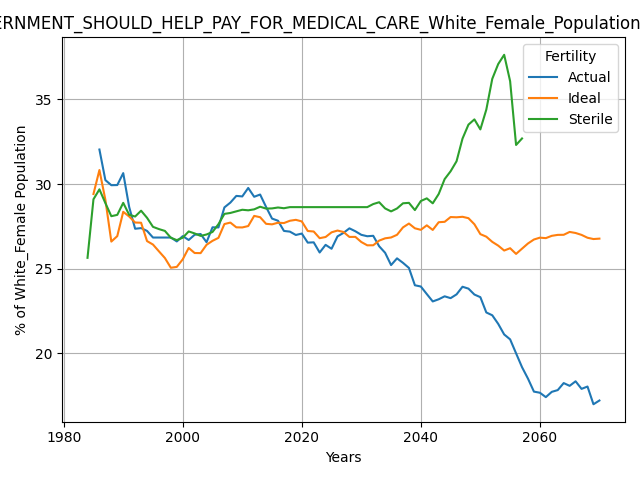 ERNMENT_SHOULD_HELP_PAY_FOR_MEDICAL_CARE_White_Female_Population
Fertility
Actual
Ideal
Sterile
% of White_Female Population
35
30
25
20
1980
2000
2020
2040
2060
Years